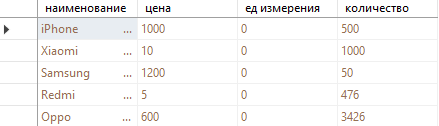 наименование цена ед измерения количество
iPhone ... 1000 0 500
Xiaomi ... 10 0 1000
Samsung ... 1200 0 50
Redmi ... 5 0 476
Oppo ... 600 0 3426